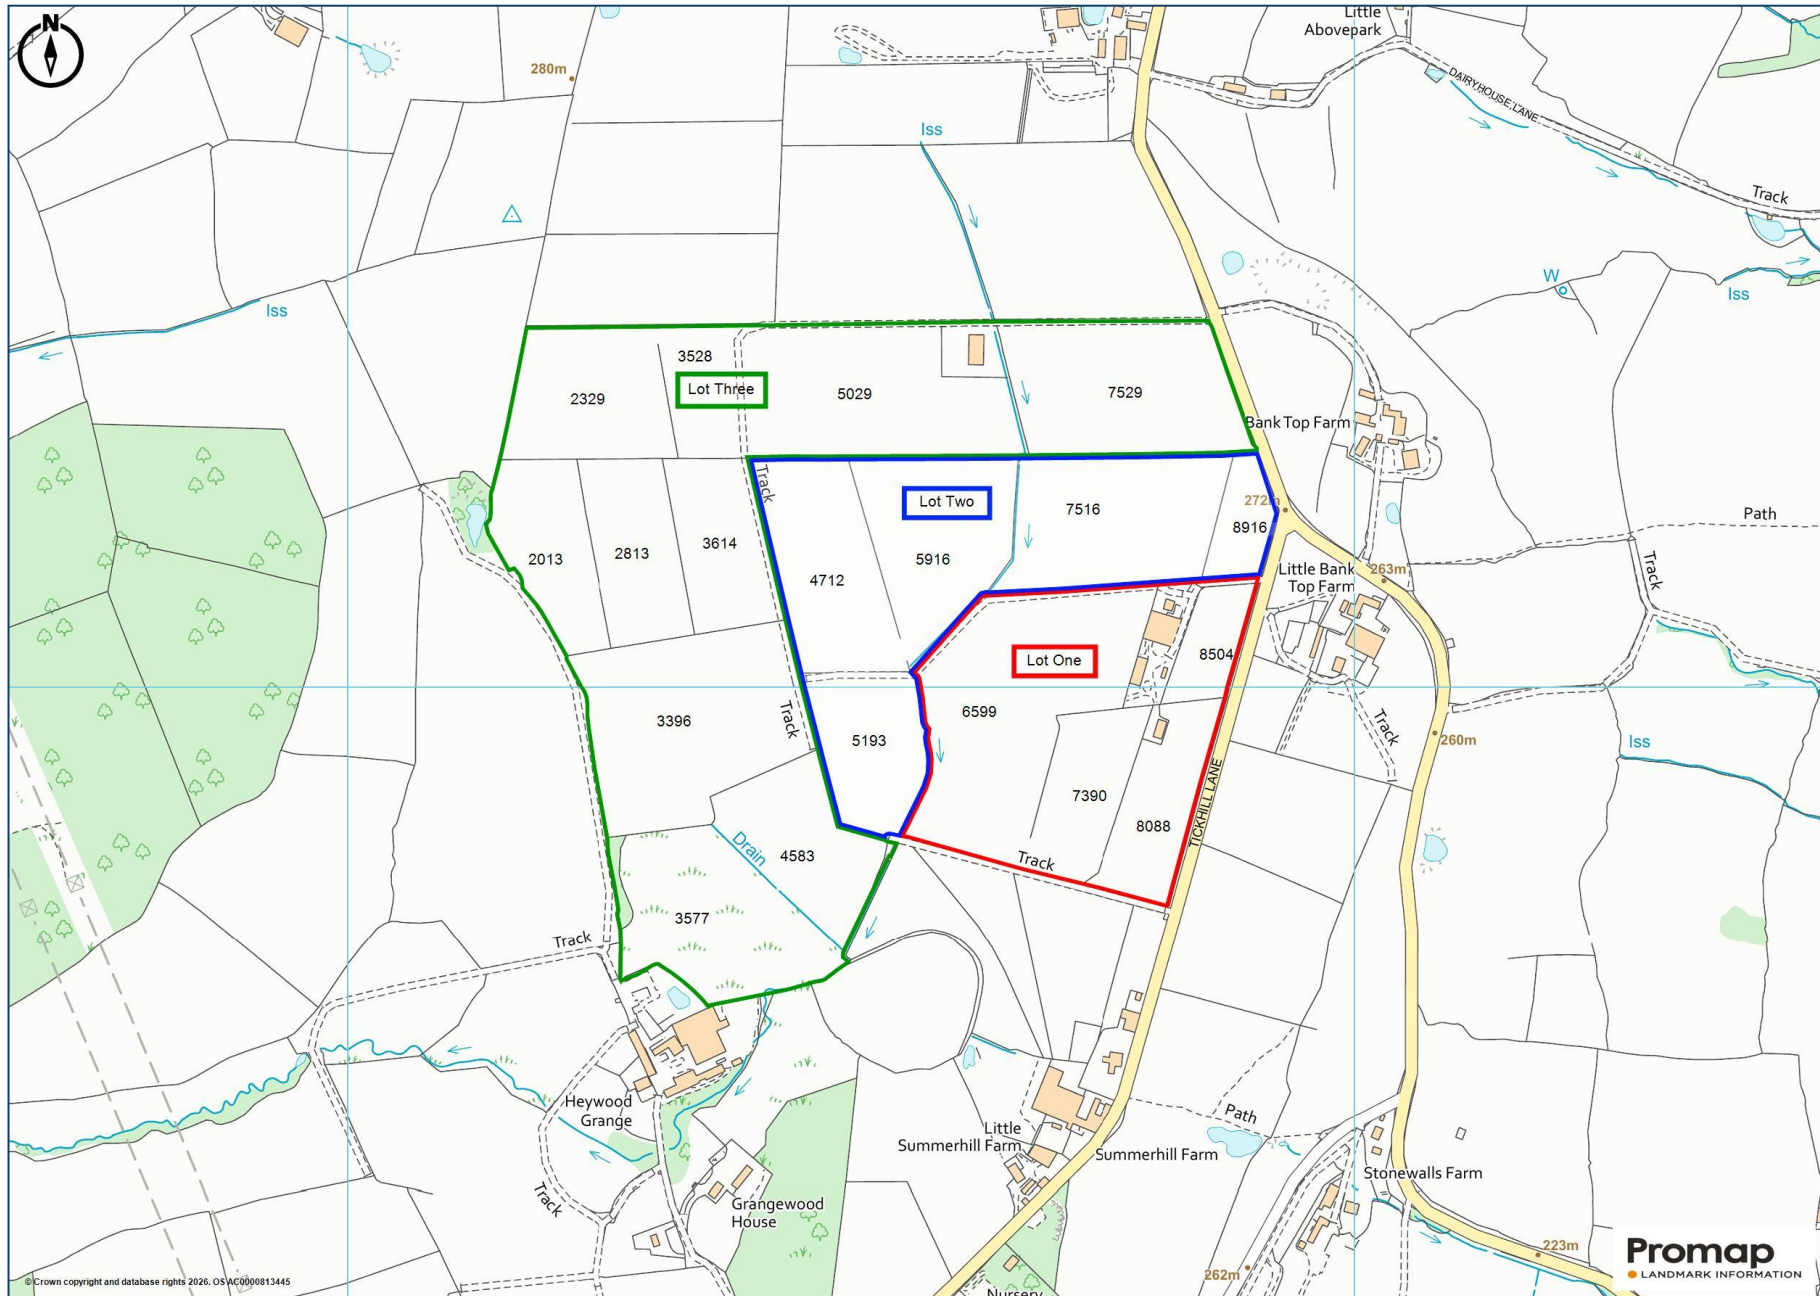 N
Little
Abovepark
280m
DAIRYHOUSE LANE
Iss
Track
W
Iss
Iss
3528
Lot Three
2329
5029
7529
Bank Top Farm
Track
Lot Two
272m
7516
Path
8916
2013
2813
3614
5916
4712
Little Bank
Top Farm
263m
Track
Lot One
8504
3396
Track
6599
5193
Track
260m
Iss
TICKHILL LANE
7390
8088
Drain
4583
Track
3577
Track
Heywood
Grange
Path
Little
Summerhill Farm
Summerhill Farm
Stonewalls Farm
Track
Grangewood
House
223m
262m
Nursery
Promap
LANDMARK INFORMATION
© Crown copyright and database rights 2026. OS AC0000813445